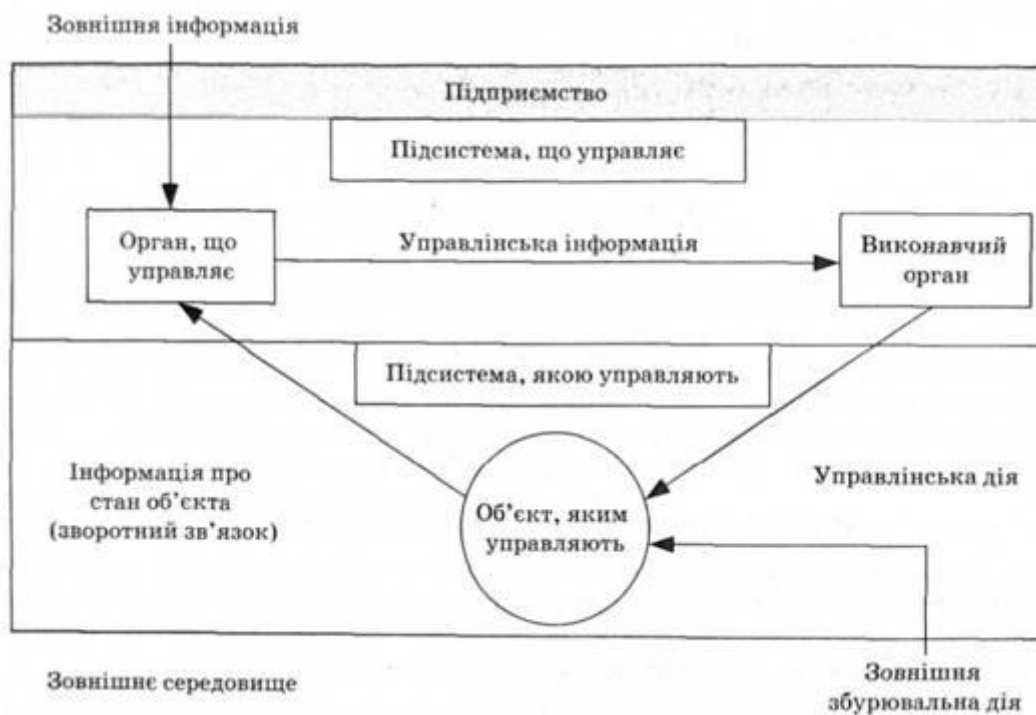 Зовнішня інформація
Підприємство
Підсистема, що управляє
Орган, що
управляє
Управлінська інформація
Виконавчий
орган
Підсистема, якою управляють
Інформація про
стан об’єкта
(зворотний зв’язок)
Об’єкт, яким
управляють
Управлінська дія
Зовнішнє середовище
Зовнішня
збурювальна дія